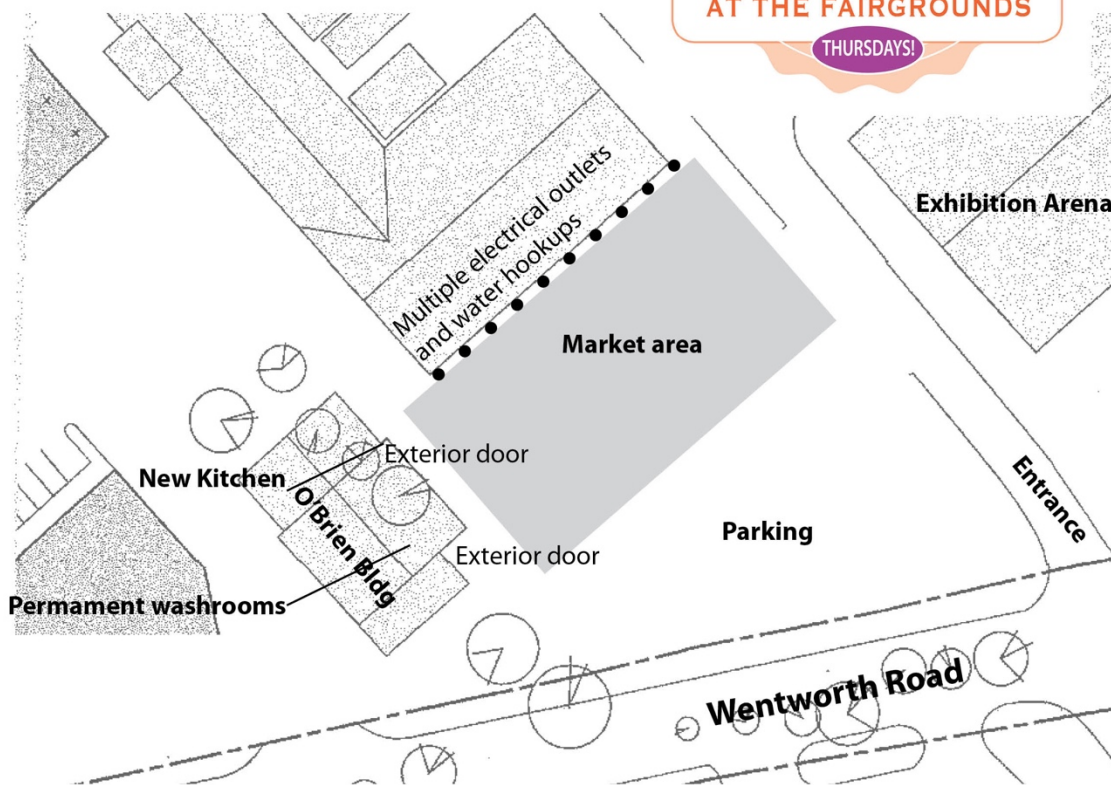 AT THE FAIRGROUNDS
THURSDAYS!
Exhibition Arena
Multiple electrical outlets
and water hookups
Market area
Exterior door
New Kitchen
O'Brien Bldg
Entrance
Parking
Exterior door
Permament washrooms
Wentworth Road